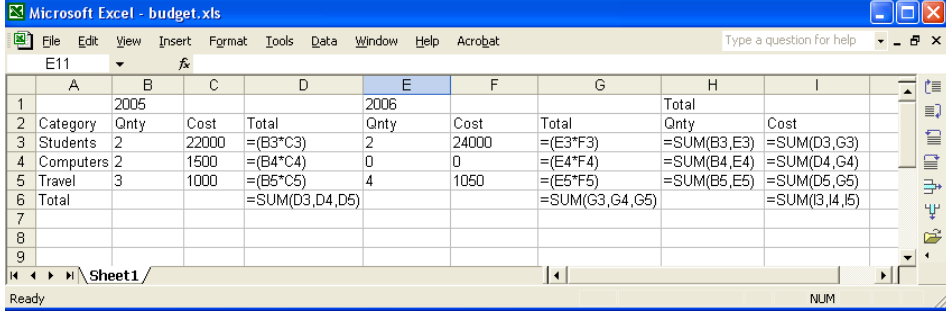 Microsoft Excel - budget.xls
File Edit View Insert Format Tools Data Window Help Acrobat Type a question for help
E11 fx
A B C D E F G H I
1 2005 2006 Total
2 Category Qnty Cost Total Qnty Cost Total Qnty Cost
3 Students 2 22000 =(B3*C3) 2 24000 =(E3*F3) =SUM(B3,E3) =SUM(D3,G3)
4 Computers 2 1500 =(B4*C4) 0 0 =(E4*F4) =SUM(B4,E4) =SUM(D4,G4)
5 Travel 3 1000 =(B5*C5) 4 1050 =(E5*F5) =SUM(B5,E5) =SUM(D5,G5)
6 Total =SUM(D3,D4,D5) =SUM(G3,G4,G5) =SUM(I3,I4,I5)
7
8
9
Sheet1
Ready NUM